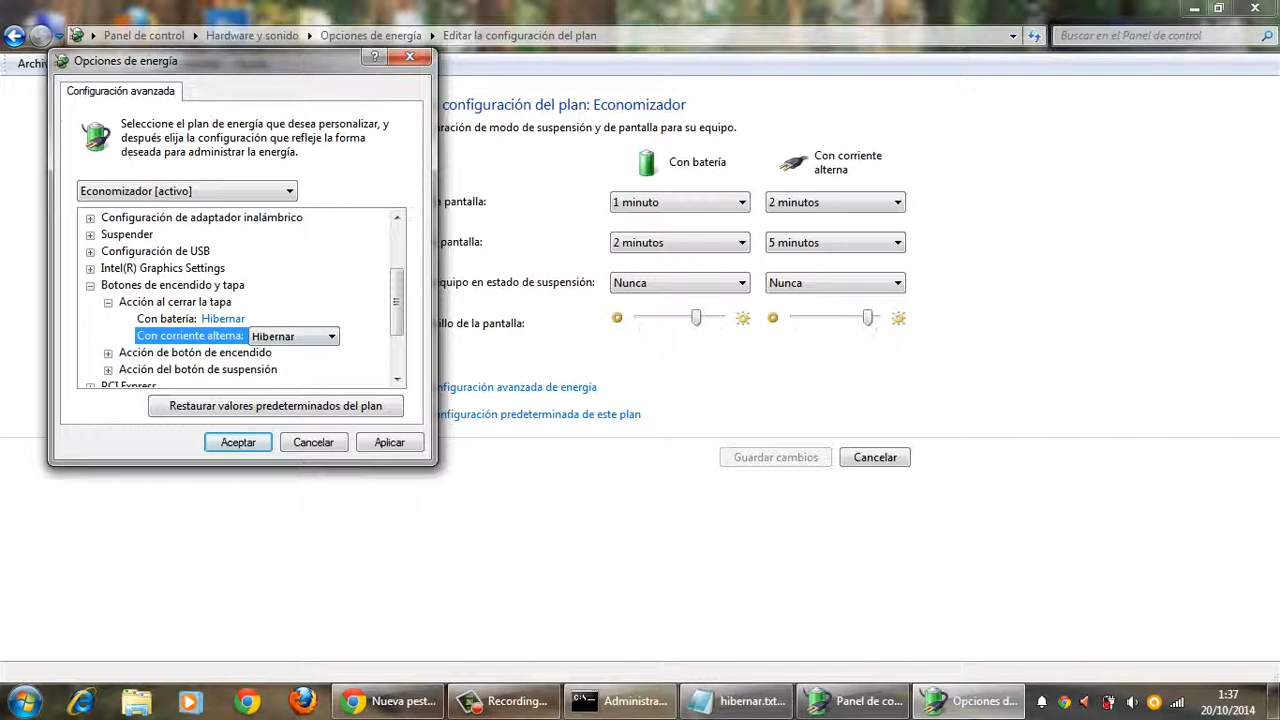 Panel de control
Hardware y sonido
Opciones de energía
Editar la configuración del plan
Buscar en el Panel de control
Archiv
Opciones de energía
Configuración avanzada
Seleccione el plan de energía que desea personalizar, y
después elija la configuración que refleje la forma
deseada para administrar la energía.
Economizador [activo]
Configuración de adaptador inalámbrico
Suspender
Configuración de USB
Intel(R) Graphics Settings
Botones de encendido y tapa
Acción al cerrar la tapa
Con batería: Hibernar
Con corriente alterna: Hibernar
Acción de botón de encendido
Acción del botón de suspensión
PCI Express
Restaurar valores predeterminados del plan
Aceptar
Cancelar
Aplicar
configuración del plan: Economizador
ración de modo de suspensión y de pantalla para su equipo.
Con batería
Con corriente
alterna
a pantalla:
1 minuto
2 minutos
pantalla:
2 minutos
5 minutos
equipo en estado de suspensión:
Nunca
Nunca
illo de la pantalla:
onfiguración avanzada de energía
onfiguración predeterminada de este plan
Guardar cambios
Cancelar
Nueva pest...
Recording...
Administra...
hibernar.txt...
Panel de co...
Opciones d...
1:37
20/10/2014